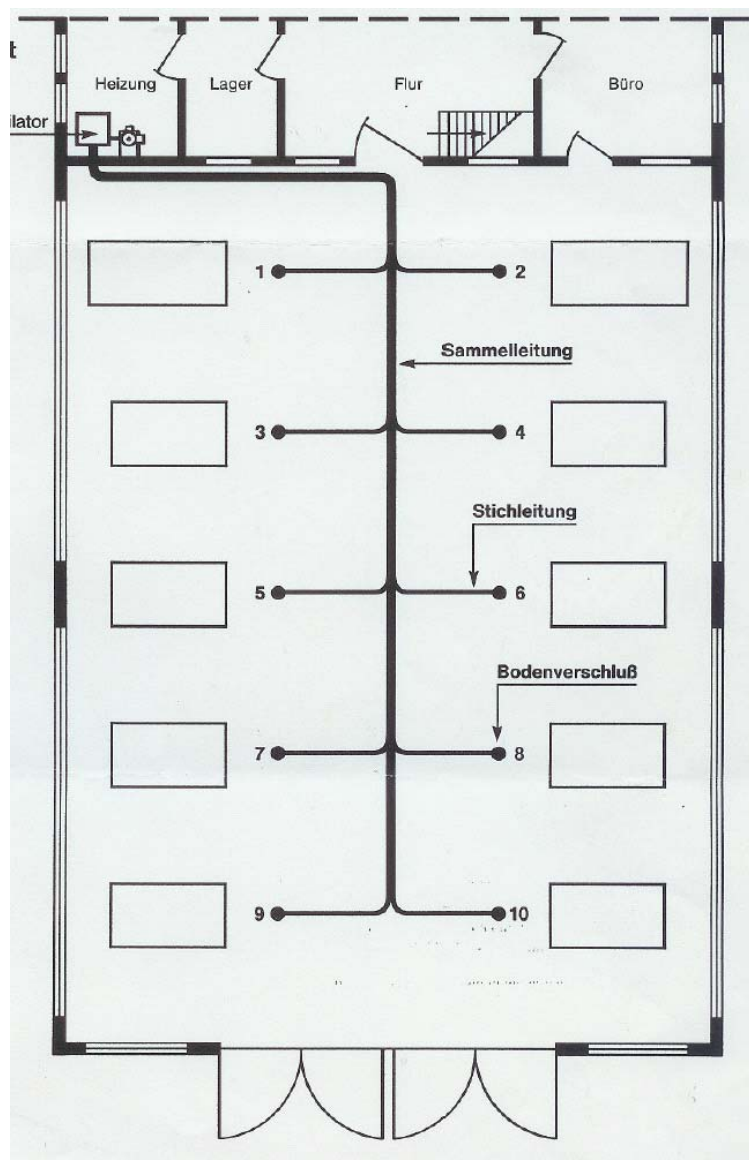 t
Heizung
Lager
Flur
Büro
ilator
1
2
Sammelleitung
3
4
Stichleitung
5
6
Bodenverschluß
7
8
9
10